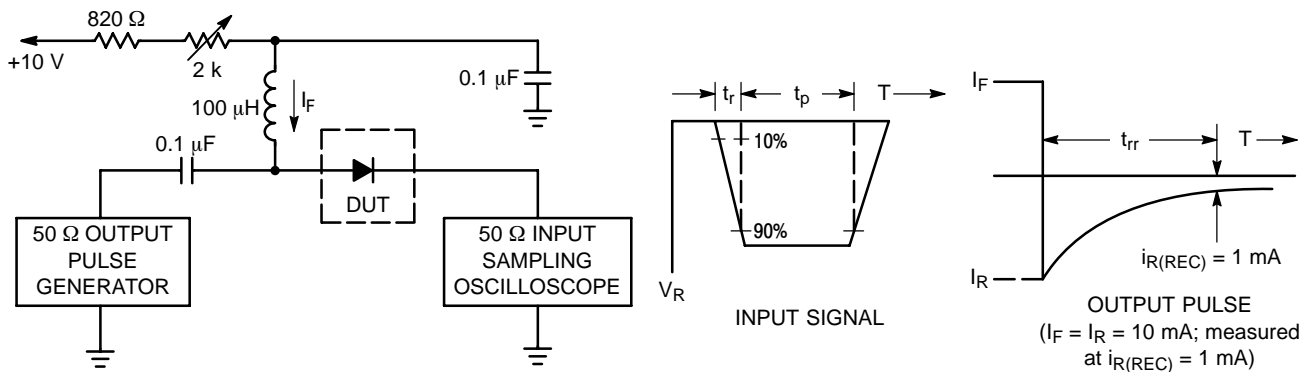 820 Ω
+10 V
2 k
0.1 μF
100 μH
I_F
0.1 μF
DUT
50 Ω OUTPUT
PULSE
GENERATOR
50 Ω INPUT
SAMPLING
OSCILLOSCOPE
t_r
t_p
T
10%
90%
V_R
INPUT SIGNAL
I_F
t_rr
T
i_R(REC) = 1 mA
I_R
OUTPUT PULSE
(I_F = I_R = 10 mA; measured
at i_R(REC) = 1 mA)